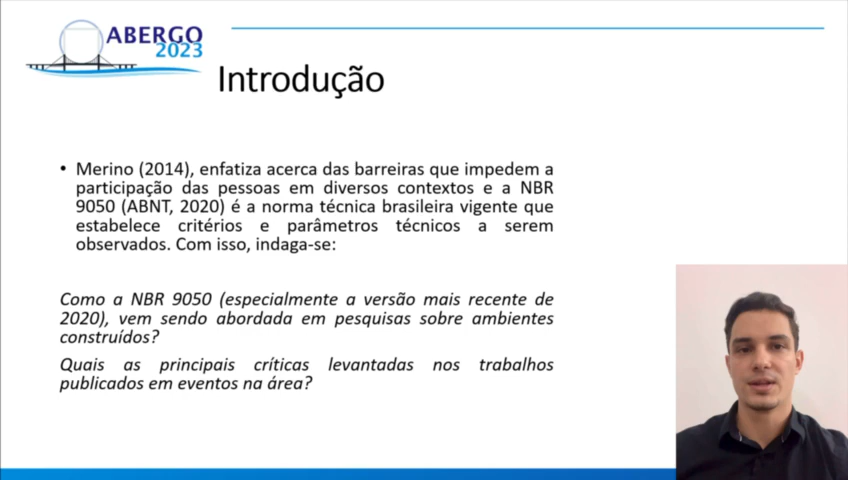 ABERGO
2023
Introdução
• Merino (2014), enfatiza acerca das barreiras que impedem a
participação das pessoas em diversos contextos e a NBR
9050 (ABNT, 2020) é a norma técnica brasileira vigente que
estabelece critérios e parâmetros técnicos a serem
observados. Com isso, indaga-se:
Como a NBR 9050 (especialmente a versão mais recente de
2020), vem sendo abordada em pesquisas sobre ambientes
construídos?
Quais as principais críticas levantadas nos trabalhos
publicados em eventos na área?